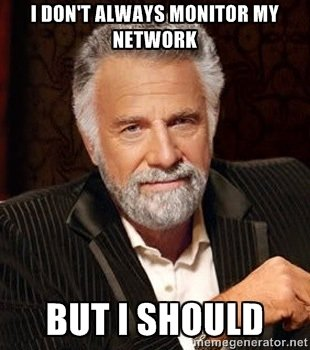 I DON'T ALWAYS MONITOR MY
NETWORK
BUT I SHOULD
memegenerator.net